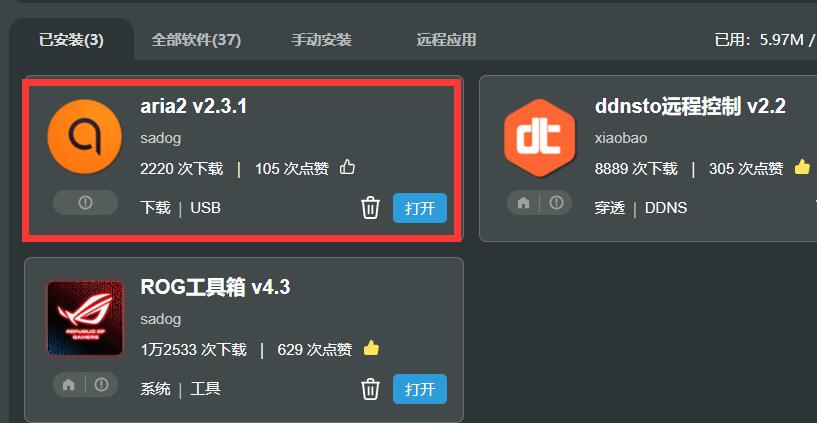 已安装(3) 全部软件(37) 手动安装 远程应用 已用：5.97M /
aria2 v2.3.1
sadog
2220 次下载 | 105 次点赞
下载 | USB
打开
ddnsto远程控制 v2.2
dt
xiaobao
8889 次下载 | 305 次点赞
穿透 | DDNS
ROG工具箱 v4.3
REPUBLIC OF
GAMERS
sadog
1万2533 次下载 | 629 次点赞
系统 | 工具
打开